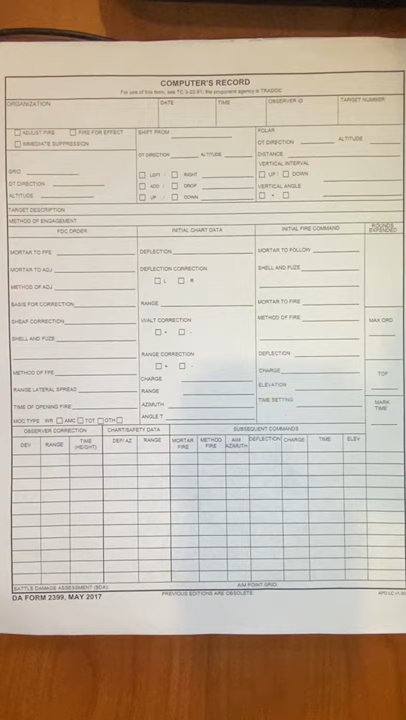 COMPUTER'S RECORD
For use of this form, see TC 3-22.91; the proponent agency is TRADOC
ORGANIZATION DATE TIME OBSERVER ID TARGET NUMBER
ADJUST FIRE FIRE FOR EFFECT SHIFT FROM POLAR
IMMEDIATE SUPPRESSION OT DIRECTION ALTITUDE
OT DIRECTION ALTITUDE DISTANCE
VERTICAL INTERVAL
GRID LEFT / RIGHT UP / DOWN
OT DIRECTION ADD / DROP VERTICAL ANGLE
ALTITUDE UP / DOWN + -
TARGET DESCRIPTION
METHOD OF ENGAGEMENT
FDC ORDER INITIAL CHART DATA INITIAL FIRE COMMAND ROUNDS EXPENDED
MORTAR TO FFE DEFLECTION MORTAR TO FOLLOW
MORTAR TO ADJ DEFLECTION CORRECTION SHELL AND FUZE
METHOD OF ADJ L R
BASIS FOR CORRECTION RANGE MORTAR TO FIRE
SHEAF CORRECTION VI/ALT CORRECTION METHOD OF FIRE MAX ORD
SHELL AND FUZE + -
RANGE CORRECTION DEFLECTION
METHOD OF FFE + - CHARGE TOF
CHARGE
RANGE LATERAL SPREAD RANGE ELEVATION
TIME OF OPENING FIRE AZIMUTH TIME SETTING MARK TIME
MOC TYPE WR AMC TOT OTH ANGLE T
OBSERVER CORRECTION CHART/SAFETY DATA SUBSEQUENT COMMANDS
DEV RANGE TIME (HEIGHT) DEF/ AZ RANGE MORTAR FIRE METHOD FIRE AIM AZIMUTH DEFLECTION CHARGE TIME ELEV
BATTLE DAMAGE ASSESSMENT (BDA) AIM POINT GRID
DA FORM 2399, MAY 2017 PREVIOUS EDITIONS ARE OBSOLETE.